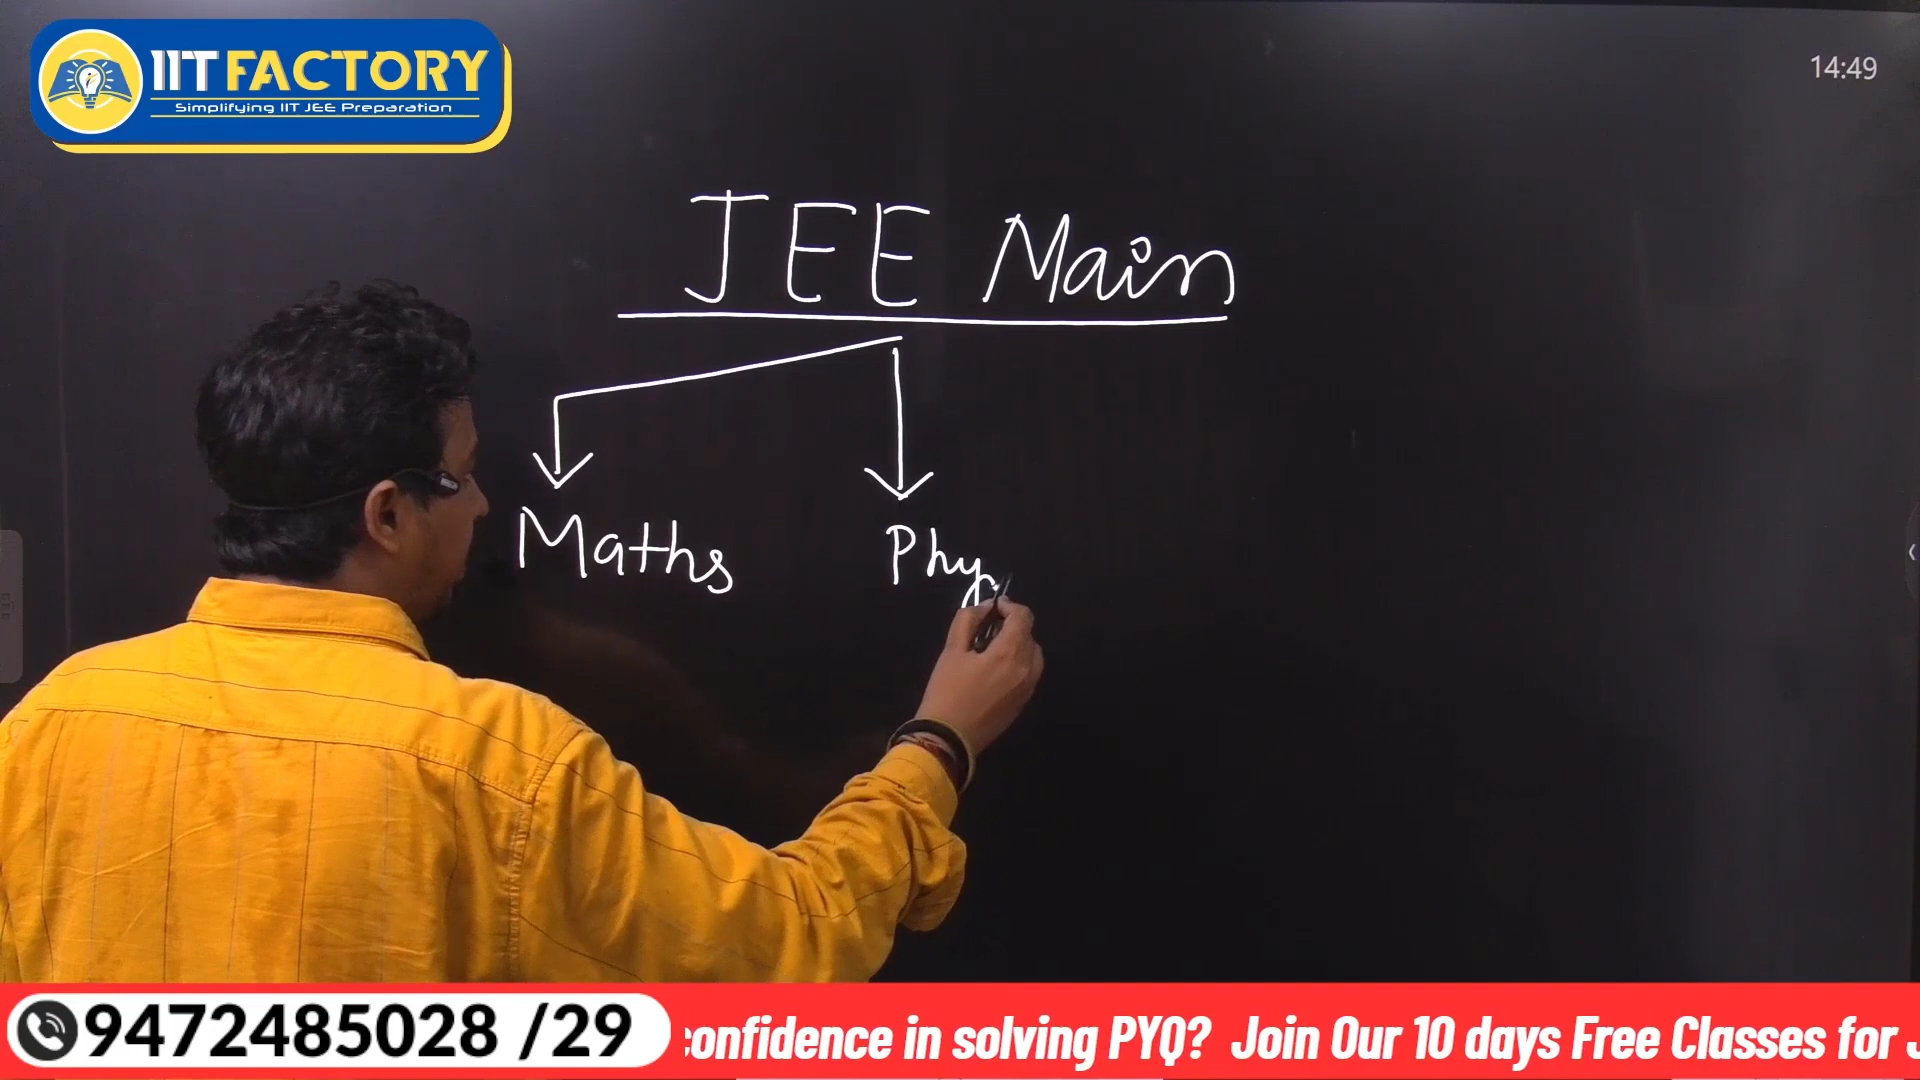 IIT FACTORY
Simplifying IIT JEE Preparation
14:49
JEE Main
Maths Phy
9472485028 /29
confidence in solving PYQ? Join Our 10 days Free Classes for J